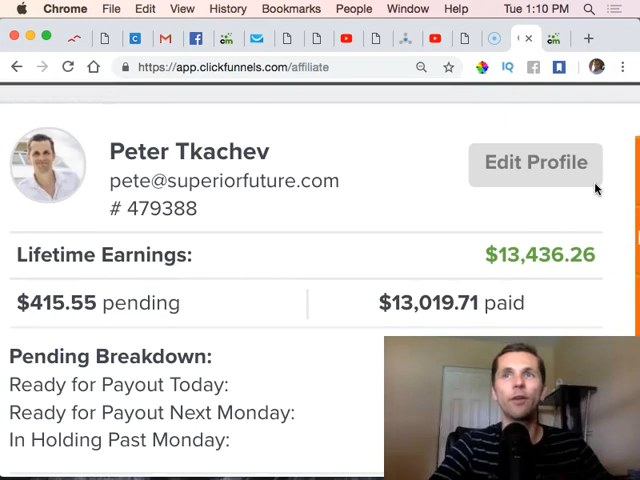 Chrome File Edit View History Bookmarks People Window Help Tue 1:10 PM
https://app.clickfunnels.com/affiliate
Peter Tkachev
pete@superiorfuture.com
# 479388
Edit Profile
Lifetime Earnings: $13,436.26
$415.55 pending $13,019.71 paid
Pending Breakdown:
Ready for Payout Today:
Ready for Payout Next Monday:
In Holding Past Monday: